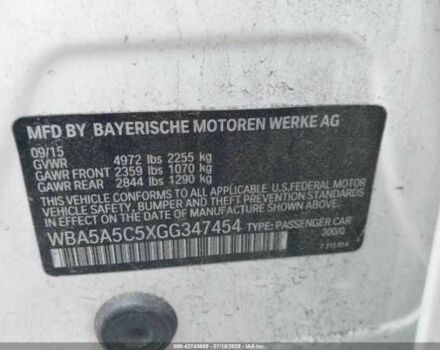 MFD BY BAYERISCHE MOTOREN WERKE AG
09/15
GVWR 4972 lbs 2255 kg
GAWR FRONT 2359 lbs 1070 kg
GAWR REAR 2844 lbs 1290 kg
THIS VEHICLE CONFORMS TO ALL APPLICABLE
U.S.FEDERAL MOTOR
VEHICLE SAFETY, BUMPER,
AND THEFT PREVENTION STANDARDS IN
EFFECT ON THE DATE OF MANUFACTURE
SHOWN ABOVE.
WBA5A5C5XGG347454 TYPE: PASSENGER CAR
300/0